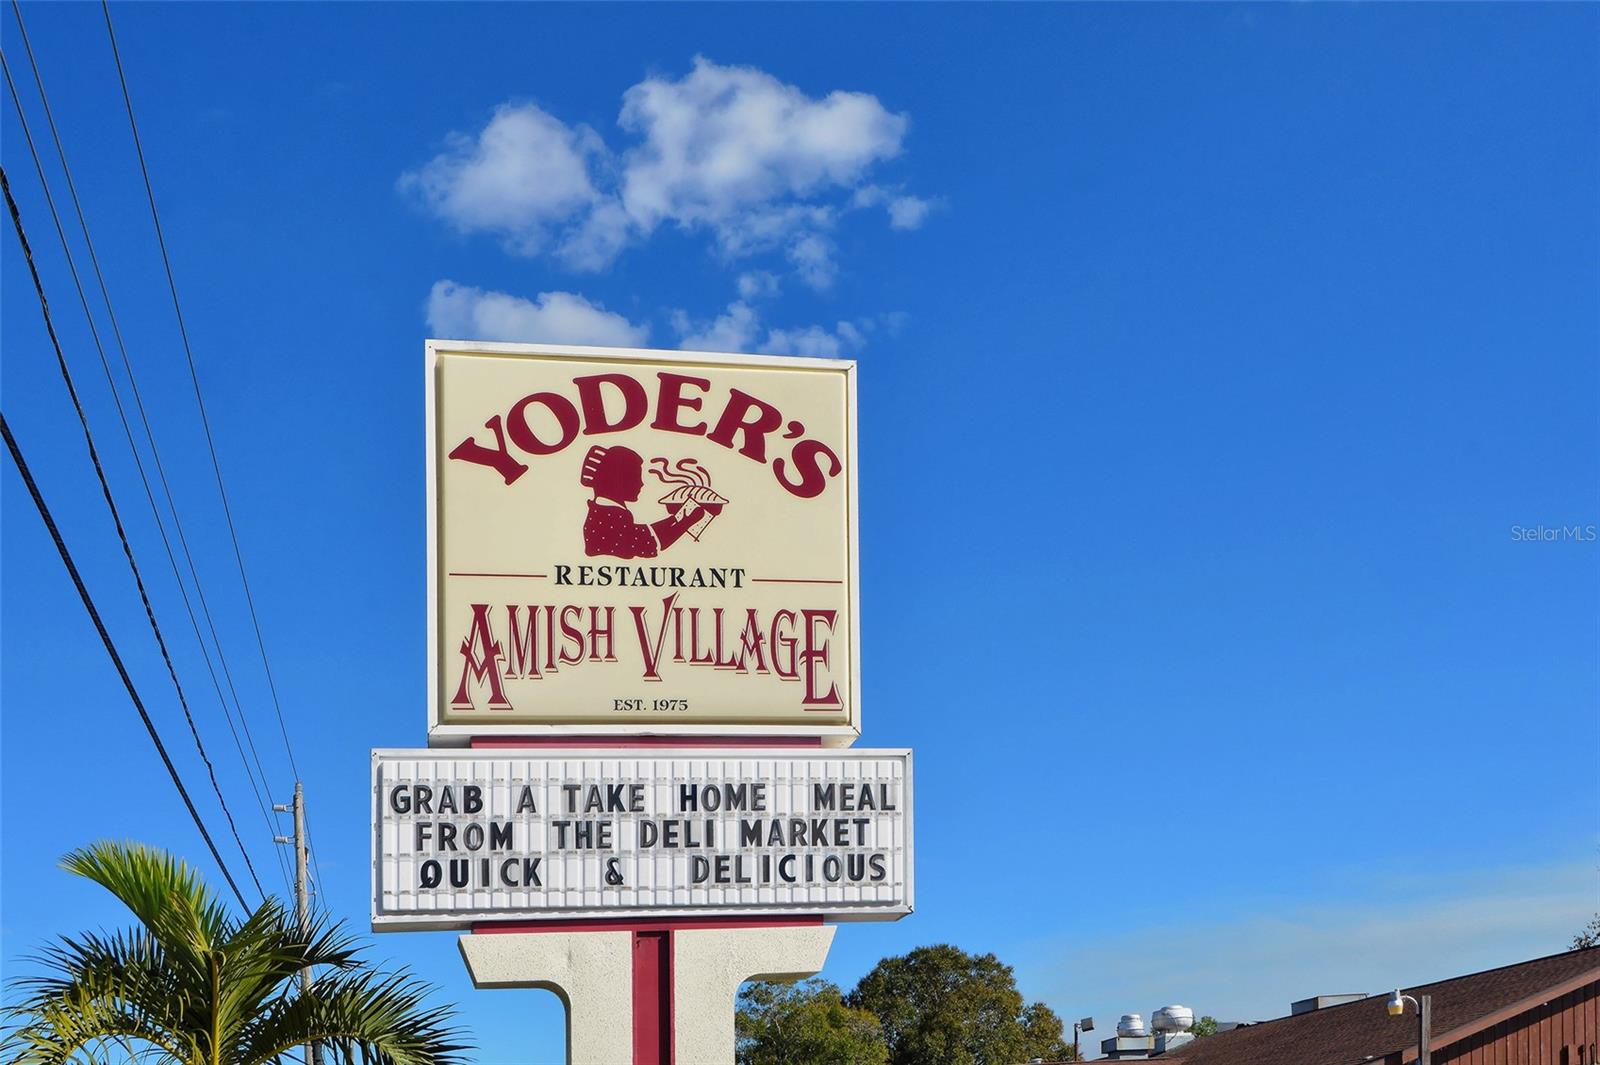 YODER'S
RESTAURANT
AMISH VILLAGE
EST. 1975
GRAB A TAKE HOME MEAL
FROM THE DELI MARKET
QUICK & DELICIOUS
StellarMLS